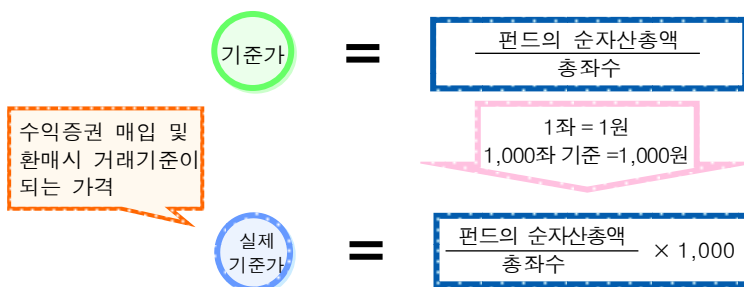 기준가
=
펀드의 순자산총액
총좌수
수익증권 매입 및
환매시 거래기준이
되는 가격
1좌 = 1원
1,000좌 기준 =1,000원
실제
기준가
=
펀드의 순자산총액
총좌수
× 1,000